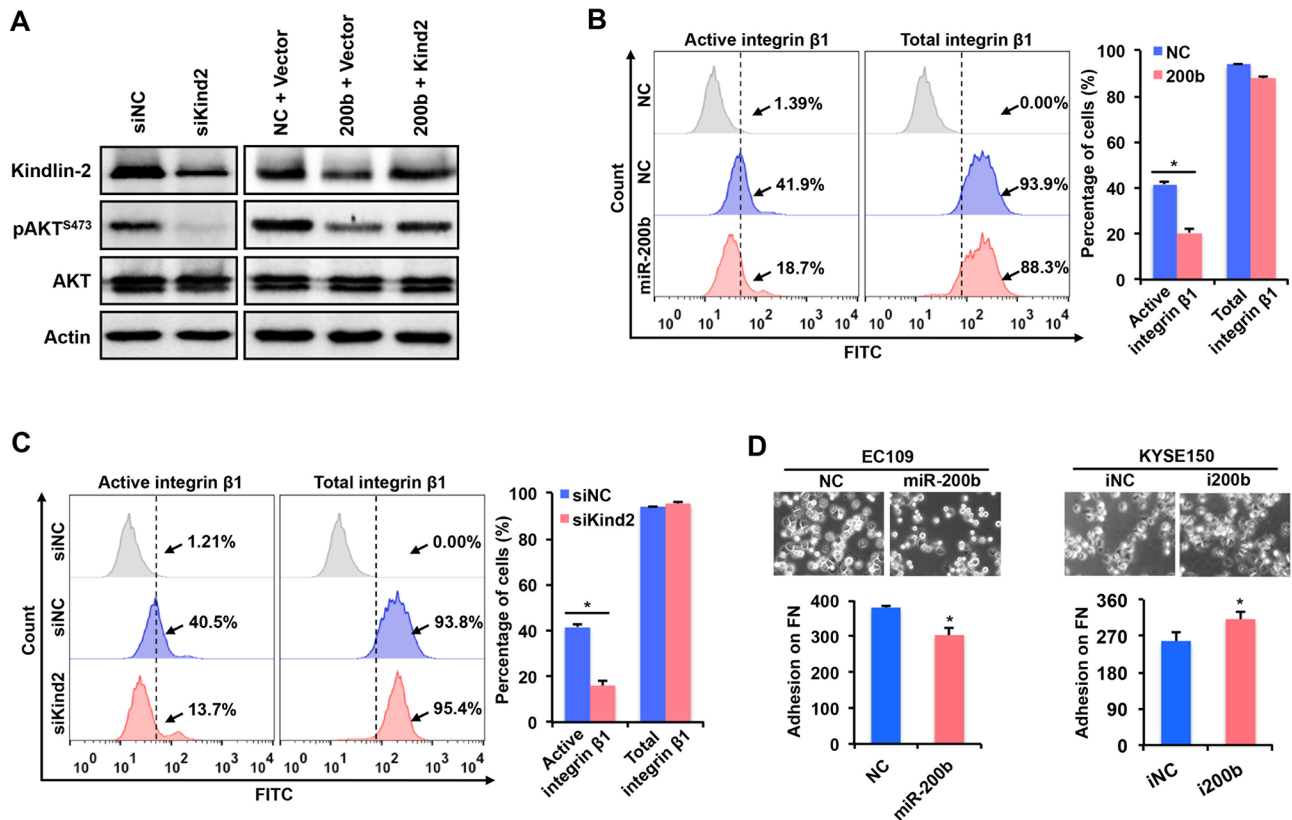 A
siNC
siKind2
NC + Vector
200b + Vector
200b + Kind2
Kindlin-2
pAKTS473
AKT
Actin
B
Active integrin β1
Total integrin β1
Count
NC
1.39%
0.00%
NC
41.9%
93.9%
miR-200b
18.7%
88.3%
10⁰ 10¹ 10² 10³ 10⁴
10⁰ 10¹ 10² 10³ 10⁴
FITC
NC
200b
Percentage of cells (%)
100
80
60
40
20
0
*
Active
integrin β1
Total
integrin β1
C
Active integrin β1
Total integrin β1
Count
siNC
1.21%
0.00%
siNC
40.5%
93.8%
siKind2
13.7%
95.4%
10⁰ 10¹ 10² 10³ 10⁴
10⁰ 10¹ 10² 10³ 10⁴
FITC
siNC
siKind2
Percentage of cells (%)
100
80
60
40
20
0
*
Active
integrin β1
Total
integrin β1
D
EC109
NC
miR-200b
Adhesion on FN
400
300
200
100
0
*
NC
miR-200b
KYSE150
iNC
i200b
Adhesion on FN
360
270
180
90
0
*
iNC
i200b